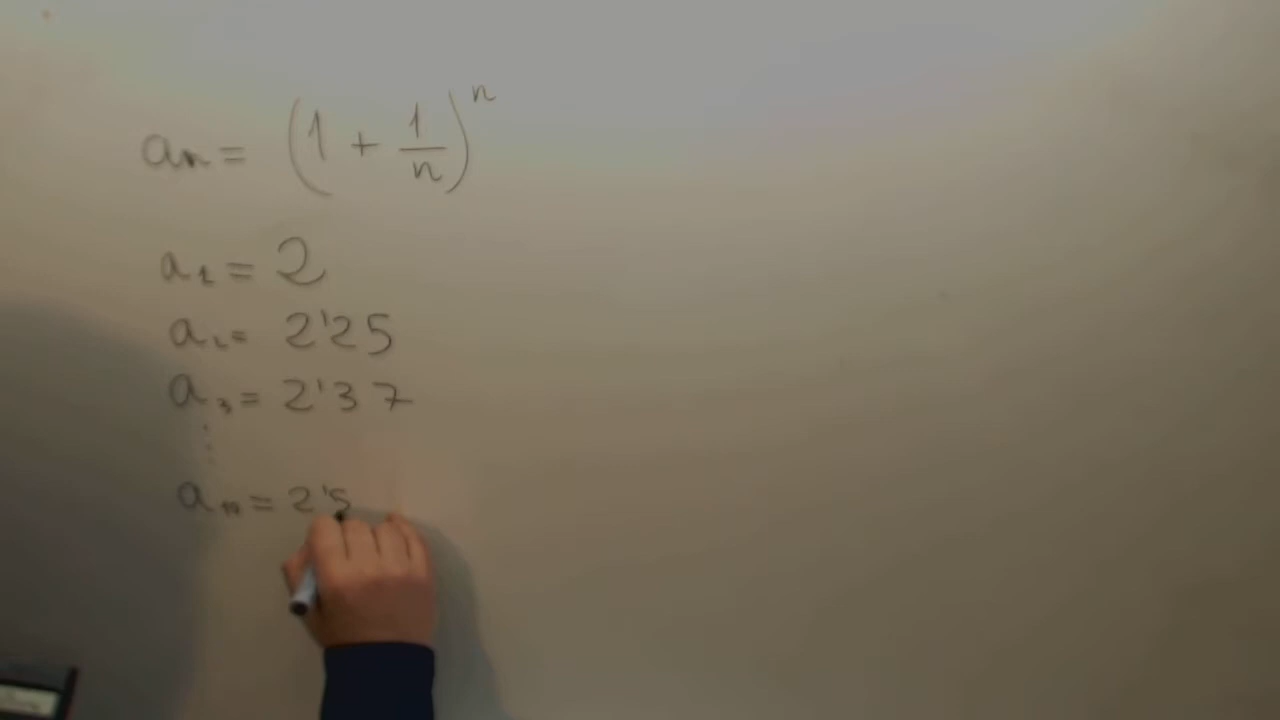 an = (1 + 1/n)^n
a1 = 2
a2 = 2'25
a3 = 2'37
⋮
a10 = 2'5